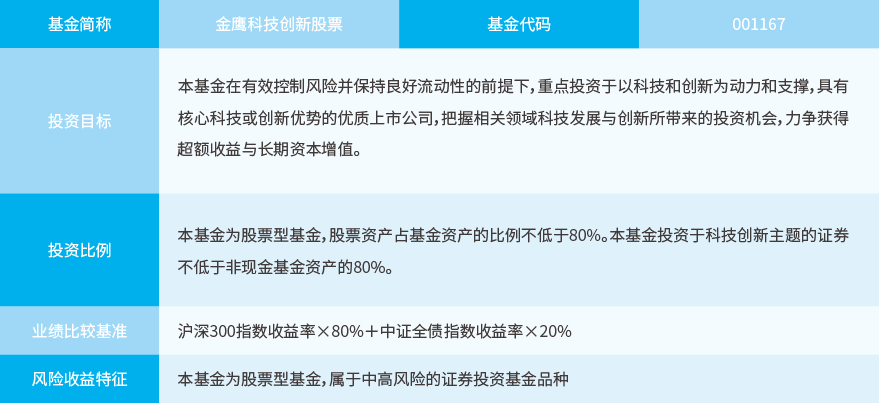 基金简称 金鹰科技创新股票 基金代码 001167
投资目标
本基金在有效控制风险并保持良好流动性的前提下，重点投资于以科技和创新为动力和支撑，具有
核心科技或创新优势的优质上市公司，把握相关领域科技发展与创新所带来的投资机会，力争获得
超额收益与长期资本增值。
投资比例
本基金为股票型基金，股票资产占基金资产的比例不低于80%。本基金投资于科技创新主题的证券
不低于非现金基金资产的80%。
业绩比较基准 沪深300指数收益率×80%＋中证全债指数收益率×20%
风险收益特征 本基金为股票型基金，属于中高风险的证券投资基金品种